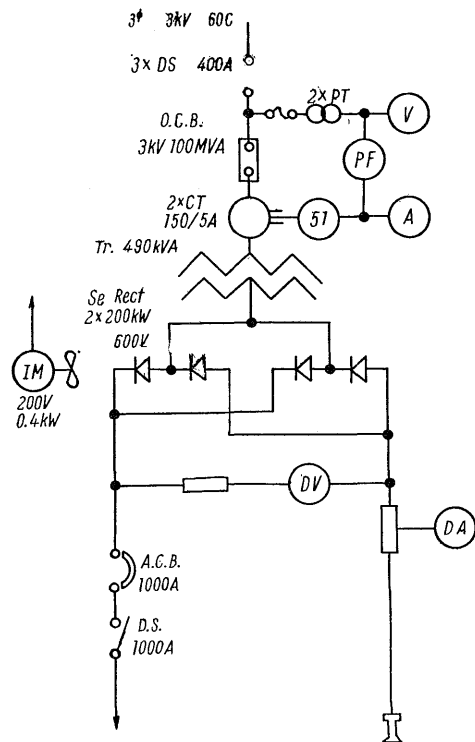 3ᶲ 3kV 60C
3× DS 400A
2×PT
V
O.C.B.
3kV 100MVA
PF
2×CT
150/5A
51
A
Tr. 490kVA
Se Rect
2×200kW
600V
IM
200V
0.4kW
DV
DA
A.C.B.
1000A
D.S.
1000A